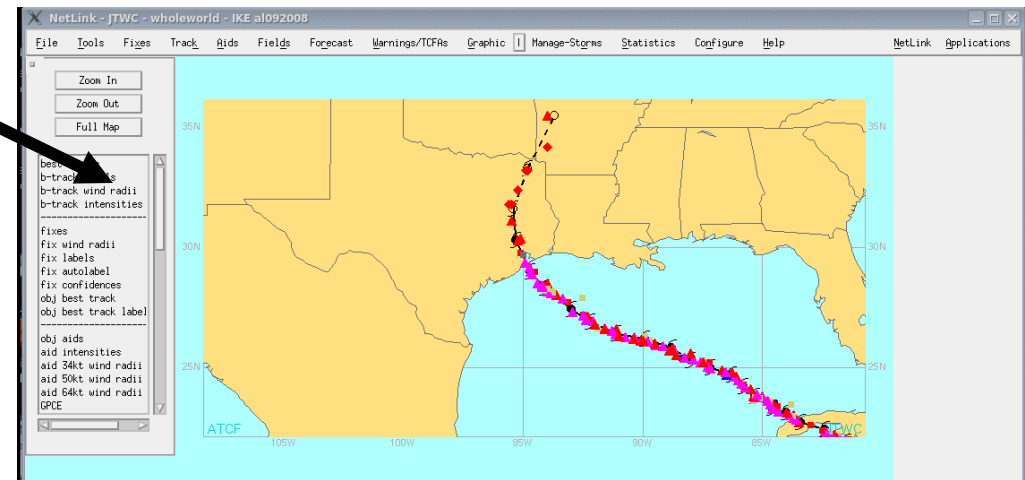 NetLink - JTWC - wholeworld - IKE al092008
File Tools Fixes Track Aids Fields Forecast Warnings/TCFAs Graphic I Manage-Storms Statistics Configure Help NetLink Applications
Zoom In
Zoom Out
Full Map
b-track
b-track wind radii
b-track intensities
fixes
fix wind radii
fix labels
fix autolabel
fix confidences
obj best track
obj best track label
obj aids
aid intensities
aid 34kt wind radii
aid 50kt wind radii
aid 64kt wind radii
GPCE
35N 35N
30N 30N
25N 25N
ATCF JTWC
105W 100W 95W 90W 85W